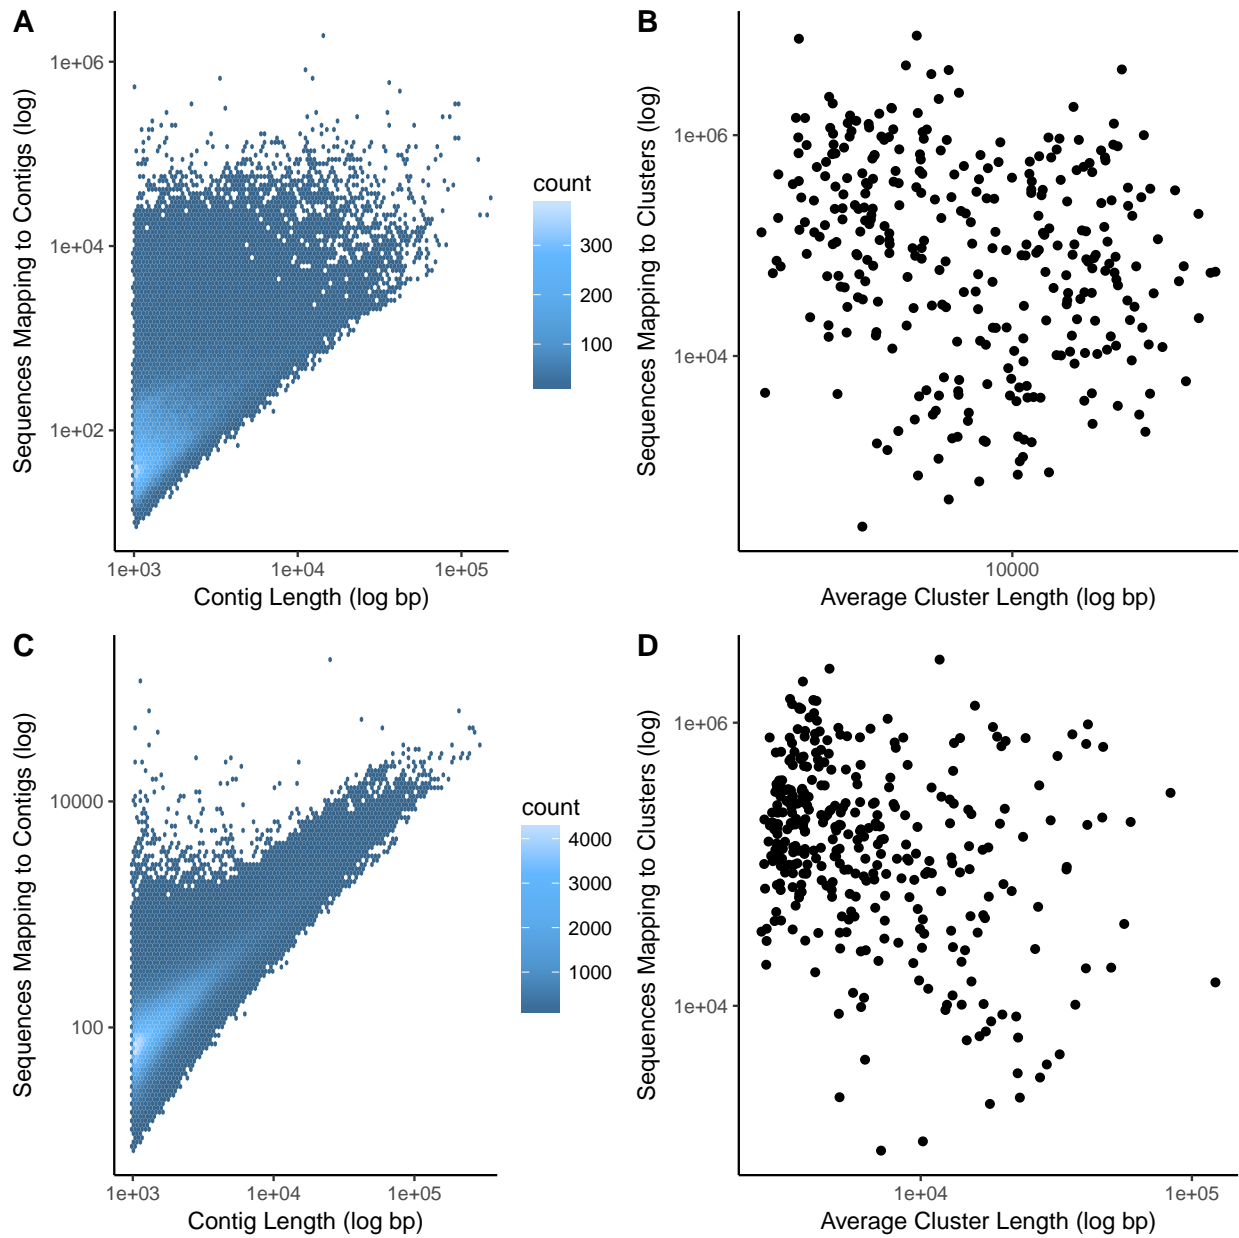 A
Sequences Mapping to Contigs (log)
1e+06
1e+04
1e+02
1e+03
1e+04
1e+05
Contig Length (log bp)
count
300
200
100
B
Sequences Mapping to Clusters (log)
1e+06
1e+04
10000
Average Cluster Length (log bp)
C
Sequences Mapping to Contigs (log)
10000
100
1e+03
1e+04
1e+05
Contig Length (log bp)
count
4000
3000
2000
1000
D
Sequences Mapping to Clusters (log)
1e+06
1e+04
1e+04
1e+05
Average Cluster Length (log bp)